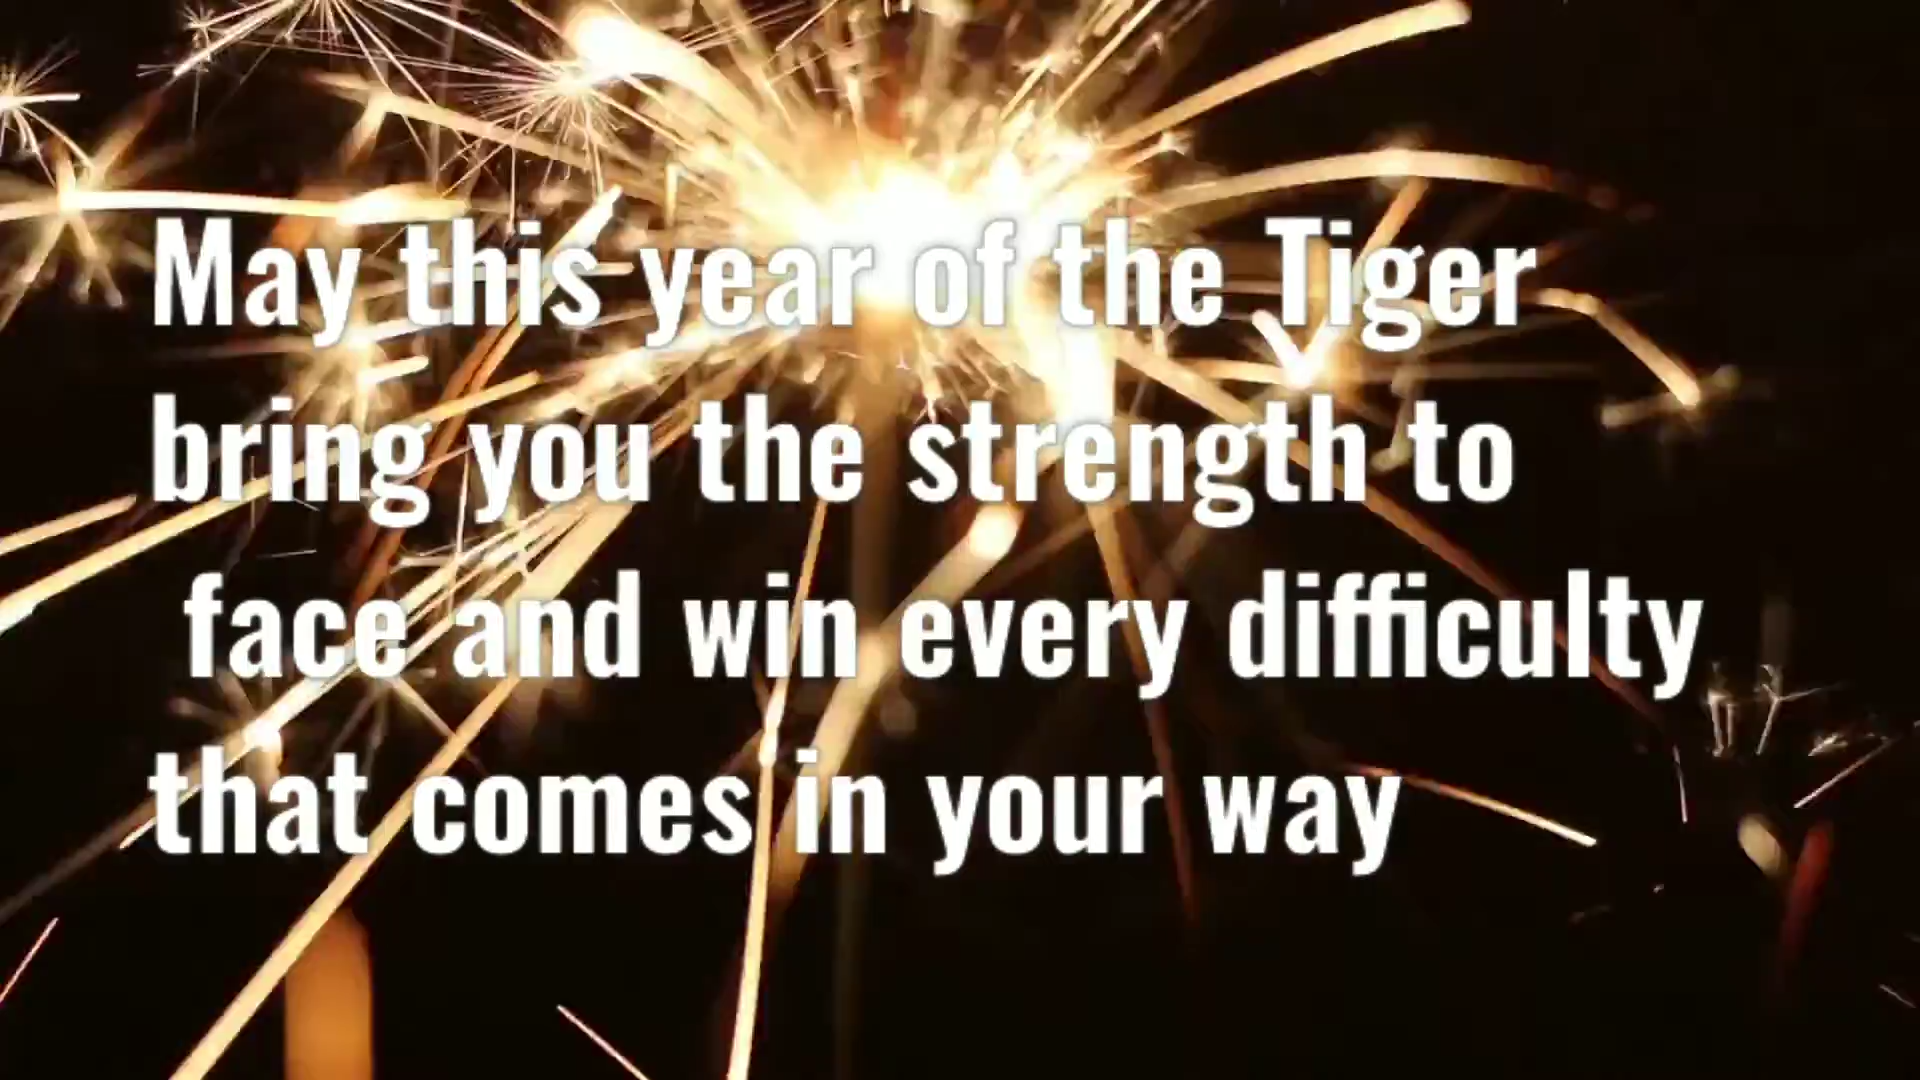 May this year of the Tiger
bring you the strength to
face and win every difficulty
that comes in your way